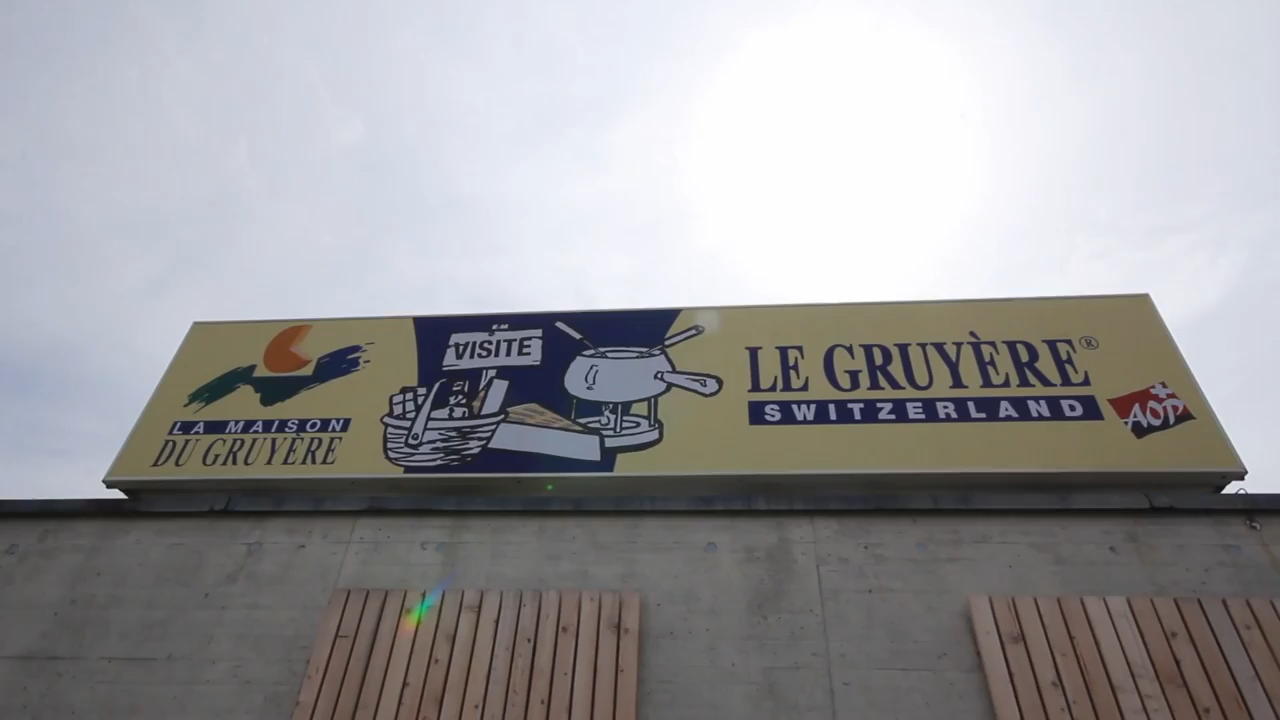 LA MAISON
DU GRUYÈRE
VISITE
LE GRUYÈRE®
SWITZERLAND
AOP